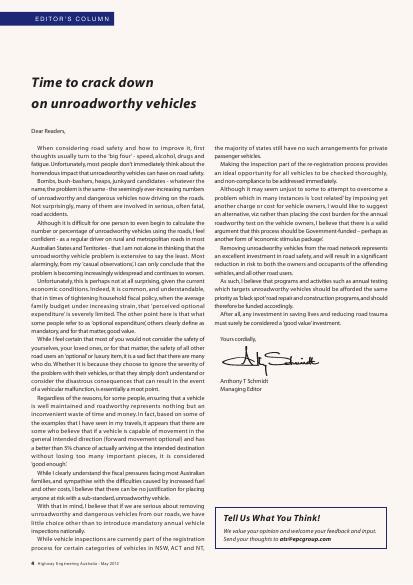 EDITOR'S COLUMN
Time to crack down
on unroadworthy vehicles
Dear Readers,
When considering road safety and how to improve it, first
thoughts usually turn to the 'big four' - speed, alcohol, drugs and
fatigue. Unfortunately, most people don't immediately think about the
horrendous impact that unroadworthy vehicles can have on road safety.
Bombs, bush-bashers, heaps, junkyard candidates - whatever the
name, the problem is the same - the seemingly ever-increasing numbers
of unroadworthy and dangerous vehicles now driving on the roads.
Not surprisingly, many of them are involved in serious, often fatal,
road accidents.
Although it is difficult for one person to even begin to calculate the
number or percentage of unroadworthy vehicles using the roads, I feel
confident - as a regular driver on rural and metropolitan roads in most
Australian States and Territories - that I am not alone in thinking that the
unroadworthy vehicle problem is extensive to say the least. Most
alarmingly, from my 'casual observations', I can only conclude that the
problem is becoming increasingly widespread and continues to worsen.
Unfortunately, this is perhaps not at all surprising, given the current
economic conditions. Indeed, it is common, and understandable,
that in times of tightening household fiscal policy, when the average
family budget under increasing strain, that 'perceived optional
expenditure' is severely limited. The other point here is that what
some people refer to as 'optional expenditure', others clearly define as
mandatory, and for that matter, good value.
While I feel certain that most of you would not consider the safety of
yourselves, your loved ones, or for that matter, the safety of all other
road users an 'optional' or luxury item, it is a sad fact that there are many
who do. Whether it is because they choose to ignore the severity of
the problem with their vehicles, or that they simply don't understand or
consider the disastrous consequences that can result in the event
of a vehicular malfunction, is essentially a moot point.
Regardless of the reasons, for some people, ensuring that a vehicle
is well maintained and roadworthy represents nothing but an
inconvenient waste of time and money. In fact, based on some of
the examples that I have seen in my travels, it appears that there are
some who believe that if a vehicle is capable of movement in the
general intended direction (forward movement optional) and has
a better than 5% chance of actually arriving at the intended destination
without losing too many important pieces, it is considered
'good enough'.
While I clearly understand the fiscal pressures facing most Australian
families, and sympathise with the difficulties caused by increased fuel
and other costs, I believe that there can be no justification for placing
anyone at risk with a sub-standard, unroadworthy vehicle.
With that in mind, I believe that if we are serious about removing
unroadworthy and dangerous vehicles from our roads, we have
little choice other than to introduce mandatory annual vehicle
inspections nationally.
While vehicle inspections are currently part of the registration
process for certain categories of vehicles in NSW, ACT and NT,
the majority of states still have no such arrangements for private
passenger vehicles.
Making the inspection part of the re-registration process provides
an ideal opportunity for all vehicles to be checked thoroughly,
and non-compliance to be addressed immediately.
Although it may seem unjust to some to attempt to overcome a
problem which in many instances is 'cost related' by imposing yet
another charge or cost for vehicle owners, I would like to suggest
an alternative, viz rather than placing the cost burden for the annual
roadworthy test on the vehicle owners, I believe that there is a valid
argument that this process should be Government-funded – perhaps as
another form of 'economic stimulus package'.
Removing unroadworthy vehicles from the road network represents
an excellent investment in road safety, and will result in a significant
reduction in risk to both the owners and occupants of the offending
vehicles, and all other road users.
As such, I believe that programs and activities such as annual testing
which targets unroadworthy vehicles should be afforded the same
priority as 'black spot' road repair and construction programs, and should
therefore be funded accordingly.
After all, any investment in saving lives and reducing road trauma
must surely be considered a 'good value' investment.
Yours cordially,
Anthony T Schmidt
Managing Editor
Tell Us What You Think!
We value your opinion and welcome your feedback and input.
Send your thoughts to ats@epcgroup.com
4 Highway Engineering Australia - May 2012